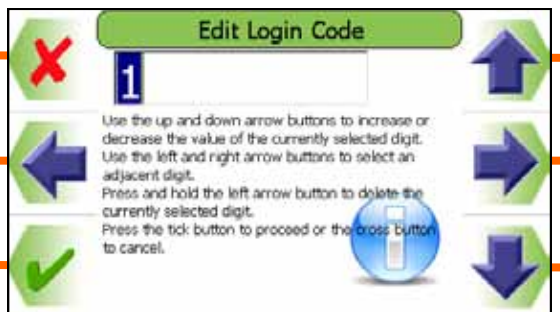 Edit Login Code
1
Use the up and down arrow buttons to increase or
decrease the value of the currently selected digit.
Use the left and right arrow buttons to select an
adjacent digit.
Press and hold the left arrow button to delete the
currently selected digit.
Press the tick button to proceed or the cross button
to cancel.